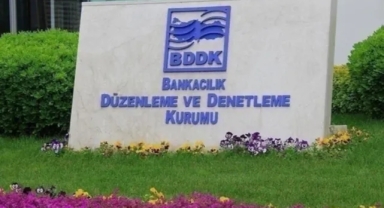 BDDK
BANKACILIK
DÜZENLEME VE DENETLEME
KURUMU